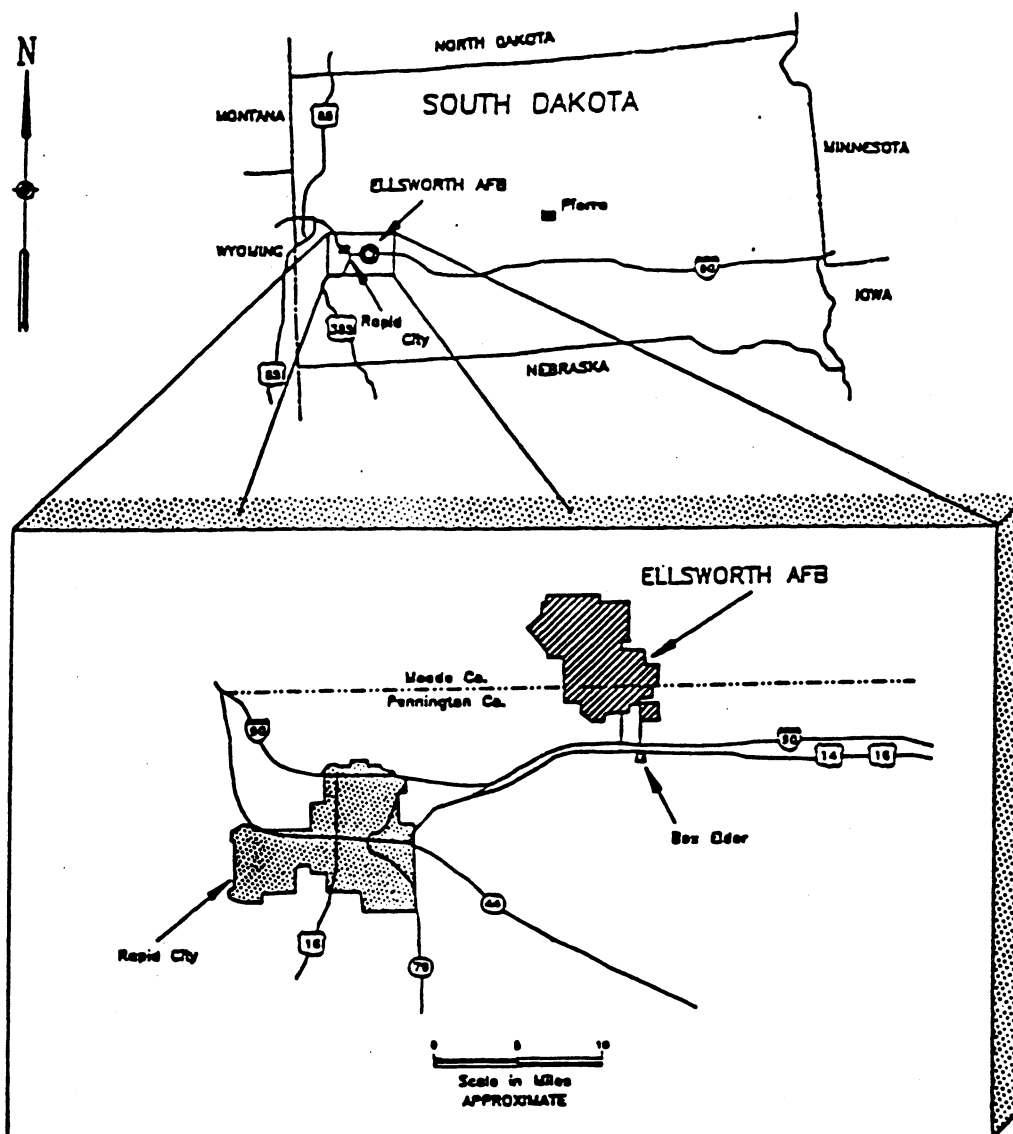 N
NORTH DAKOTA
SOUTH DAKOTA
MONTANA
MINNESOTA
ELLSWORTH AFB
Pierre
WYOMING
90
IOWA
Rapid
City
385
NEBRASKA
ELLSWORTH AFB
Meade Co.
Pennington Co.
90
90
14
16
Box Elder
44
16
Rapid City
79
0 5 10
Scale in Miles
APPROXIMATE